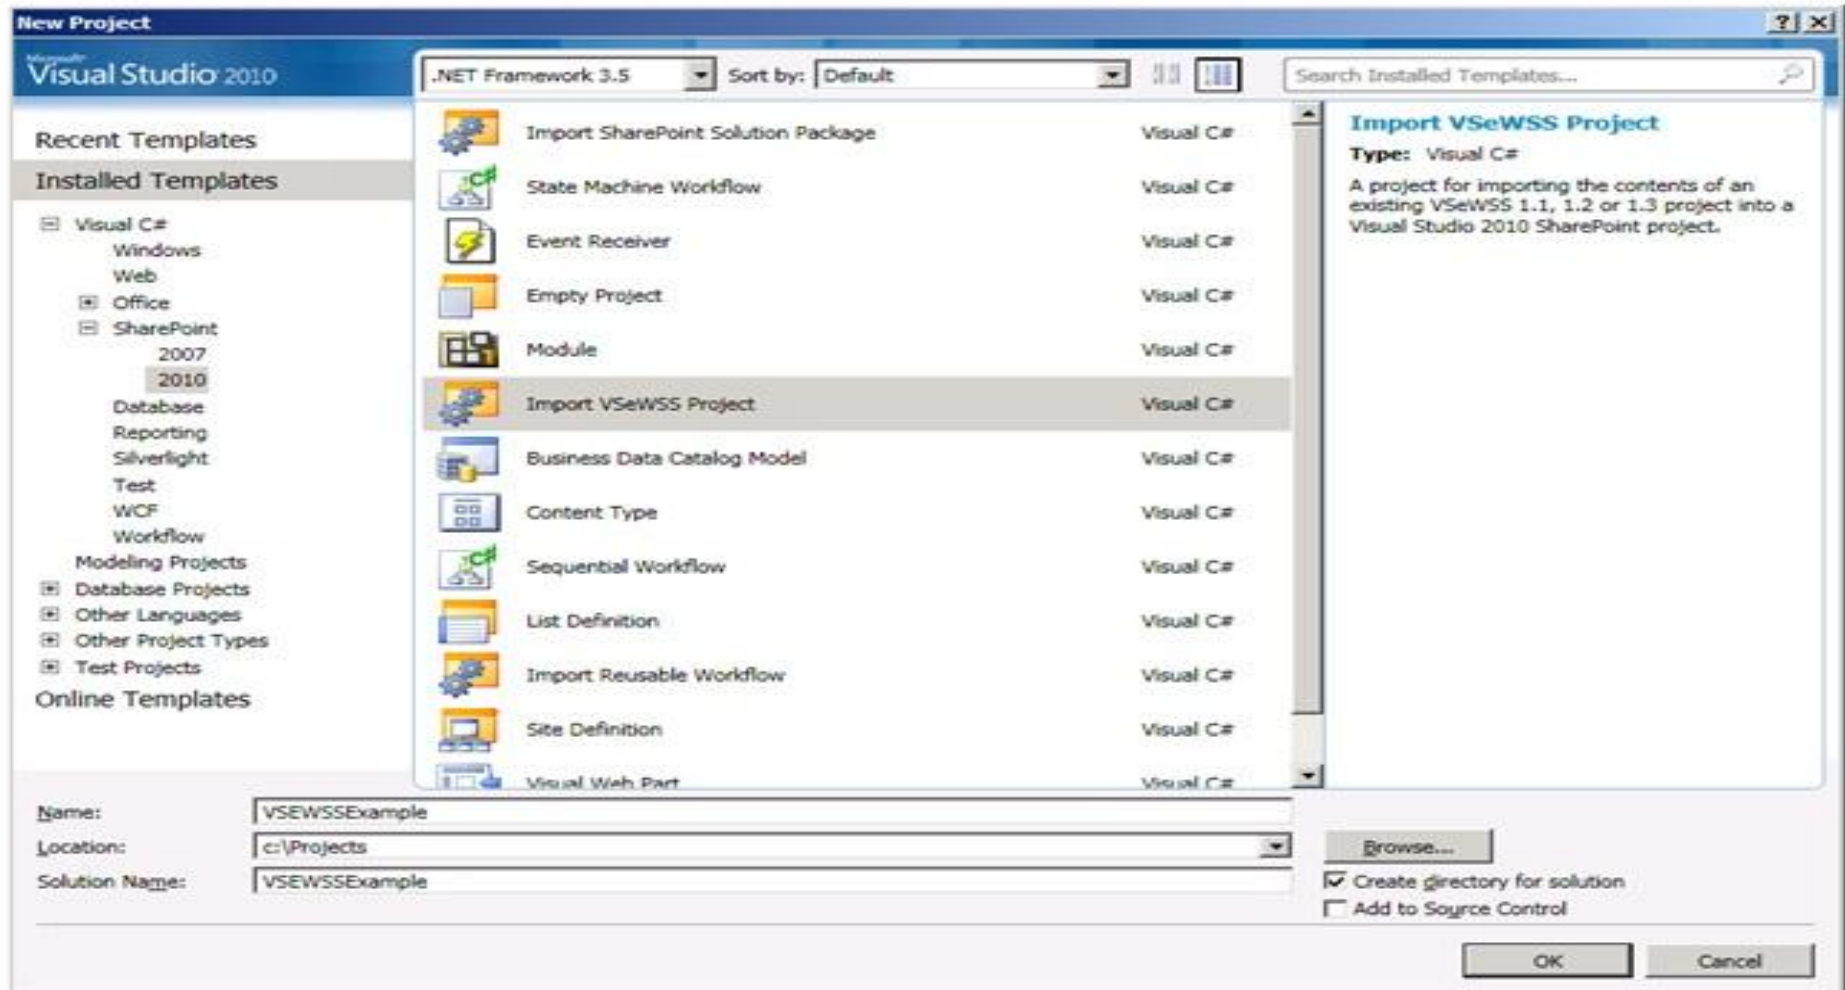 New Project
Microsoft
Visual Studio 2010
.NET Framework 3.5
Sort by: Default
Search Installed Templates...
Recent Templates
Installed Templates
Visual C#
Windows
Web
Office
SharePoint
2007
2010
Database
Reporting
Silverlight
Test
WCF
Workflow
Modeling Projects
Database Projects
Other Languages
Other Project Types
Test Projects
Online Templates
Import SharePoint Solution Package Visual C#
State Machine Workflow Visual C#
Event Receiver Visual C#
Empty Project Visual C#
Module Visual C#
Import VSeWSS Project Visual C#
Business Data Catalog Model Visual C#
Content Type Visual C#
Sequential Workflow Visual C#
List Definition Visual C#
Import Reusable Workflow Visual C#
Site Definition Visual C#
Visual Web Part Visual C#
Import VSeWSS Project
Type: Visual C#
A project for importing the contents of an
existing VSeWSS 1.1, 1.2 or 1.3 project into a
Visual Studio 2010 SharePoint project.
Name: VSEWSSExample
Location: c:\Projects
Browse...
Solution Name: VSEWSSExample
Create directory for solution
Add to Source Control
OK
Cancel